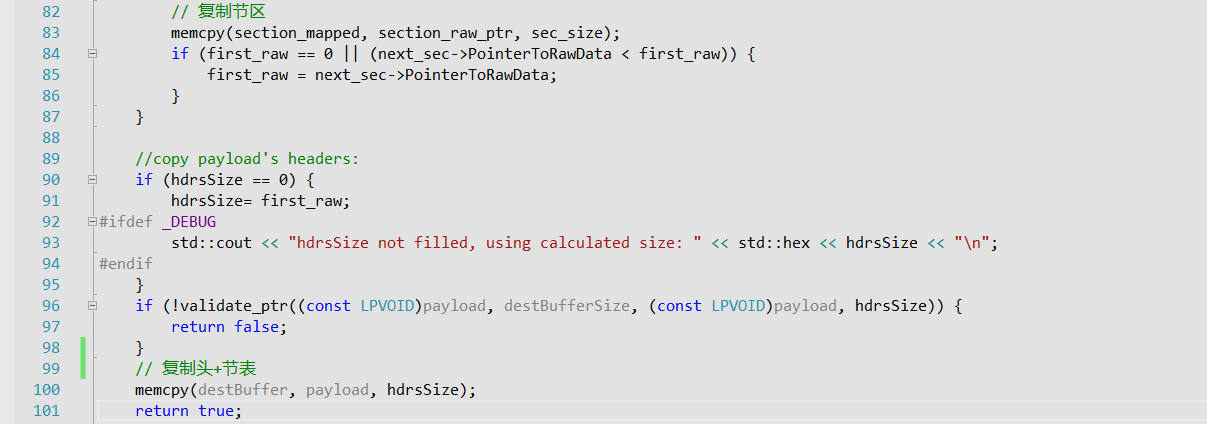 82 // 复制节区
83 memcpy(section_mapped, section_raw_ptr, sec_size);
84 if (first_raw == 0 || (next_sec->PointerToRawData < first_raw)) {
85 first_raw = next_sec->PointerToRawData;
86 }
87 }
88
89 //copy payload's headers:
90 if (hdrsSize == 0) {
91 hdrsSize= first_raw;
92 #ifdef _DEBUG
93 std::cout << "hdrsSize not filled, using calculated size: " << std::hex << hdrsSize << "\n";
94 #endif
95 }
96 if (!validate_ptr((const LPVOID)payload, destBufferSize, (const LPVOID)payload, hdrsSize)) {
97 return false;
98 }
99 // 复制头+节表
100 memcpy(destBuffer, payload, hdrsSize);
101 return true;